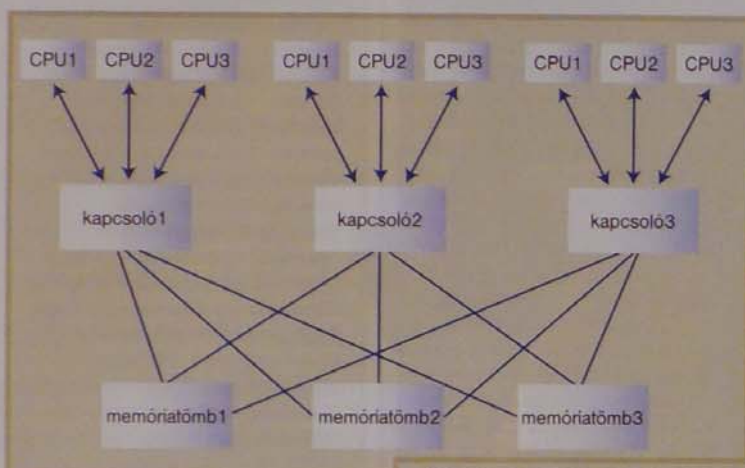 CPU1 CPU2 CPU3 CPU1 CPU2 CPU3 CPU1 CPU2 CPU3
kapcsoló1 kapcsoló2 kapcsoló3
memóriatömb1 memóriatömb2 memóriatömb3